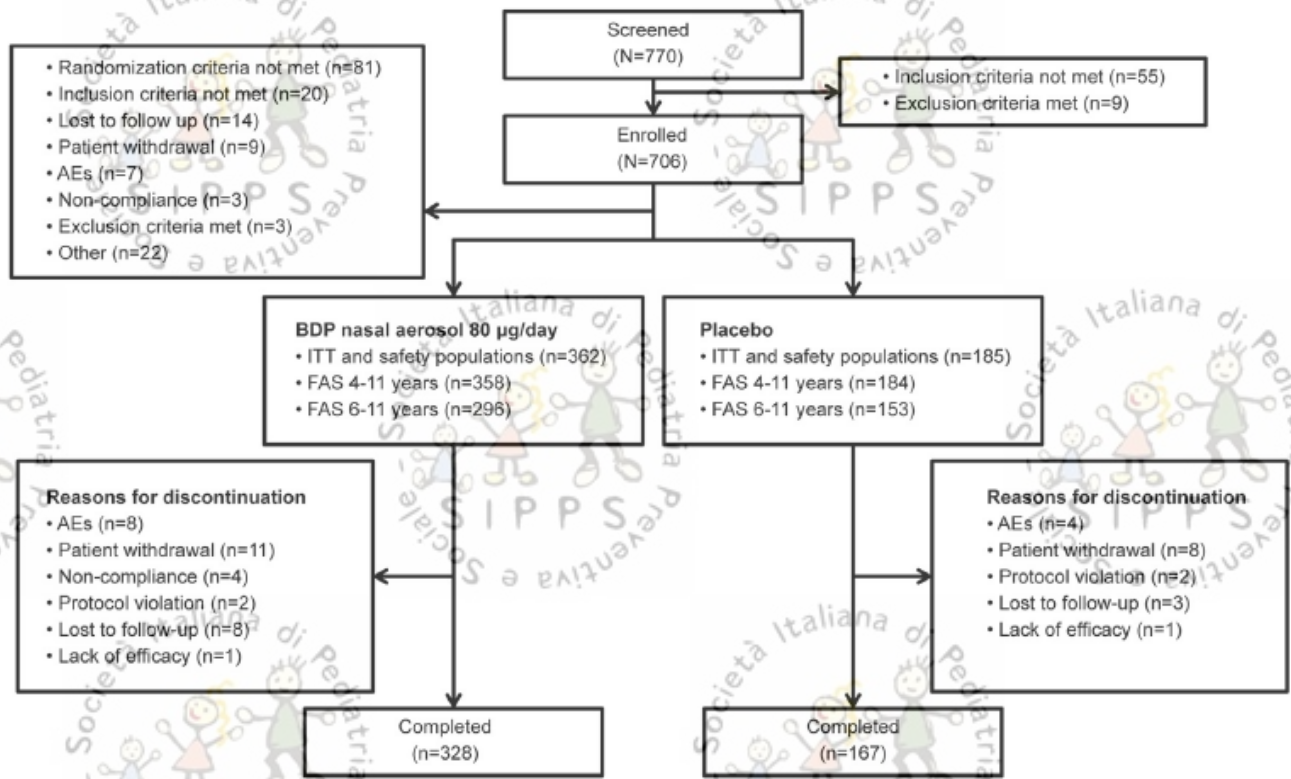 Screened
(N=770)
• Randomization criteria not met (n=81)
• Inclusion criteria not met (n=20)
• Lost to follow up (n=14)
• Patient withdrawal (n=9)
• AEs (n=7)
• Non-compliance (n=3)
• Exclusion criteria met (n=3)
• Other (n=22)
• Inclusion criteria not met (n=55)
• Exclusion criteria met (n=9)
Enrolled
(N=706)
BDP nasal aerosol 80 µg/day
• ITT and safety populations (n=362)
• FAS 4-11 years (n=358)
• FAS 6-11 years (n=296)
Placebo
• ITT and safety populations (n=185)
• FAS 4-11 years (n=184)
• FAS 6-11 years (n=153)
Reasons for discontinuation
• AEs (n=8)
• Patient withdrawal (n=11)
• Non-compliance (n=4)
• Protocol violation (n=2)
• Lost to follow-up (n=8)
• Lack of efficacy (n=1)
Reasons for discontinuation
• AEs (n=4)
• Patient withdrawal (n=8)
• Protocol violation (n=2)
• Lost to follow-up (n=3)
• Lack of efficacy (n=1)
Completed
(n=328)
Completed
(n=167)
Società Italiana di Pediatria Preventiva e Sociale -
SIPPS